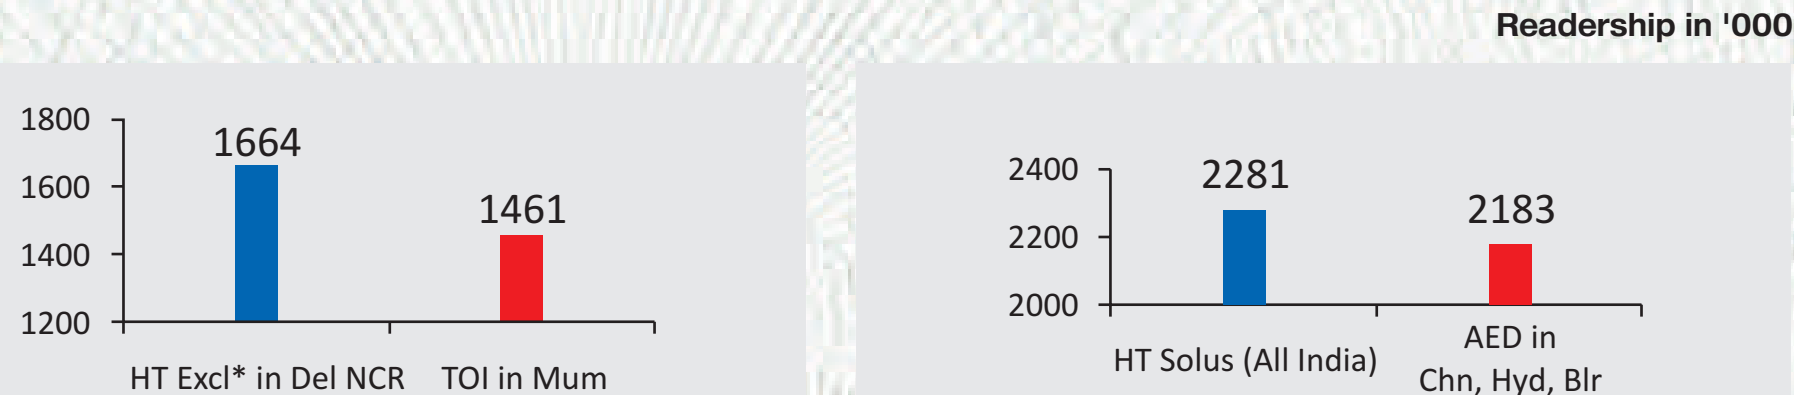 Readership in '000
1800
1600
1400
1200
1664
1461
HT Excl* in Del NCR
TOI in Mum
2400
2200
2000
2281
2183
HT Solus (All India)
AED in
Chn, Hyd, Blr